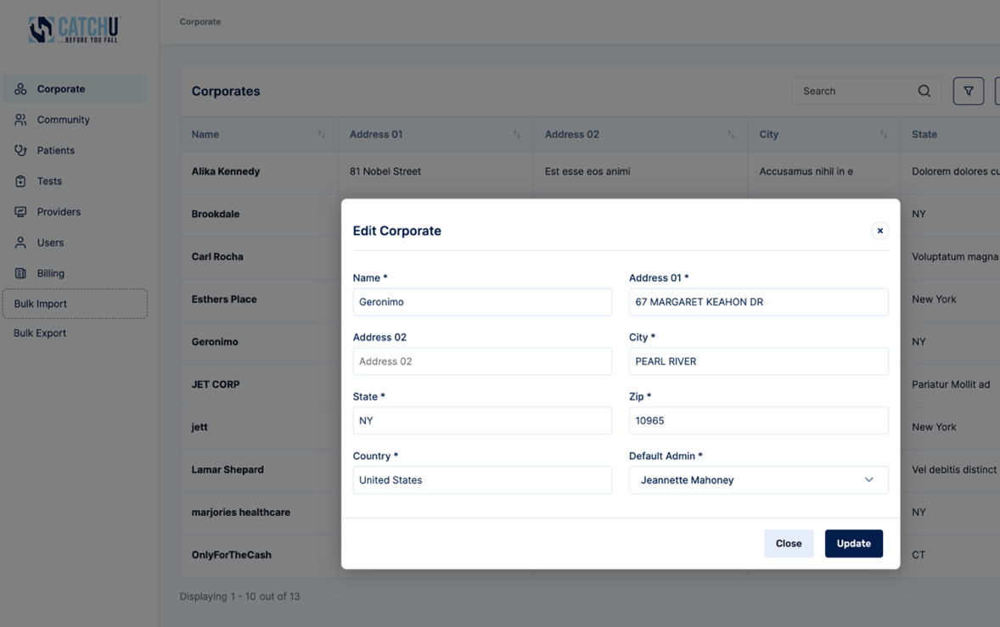 CATCHU
...BEFORE YOU FALL
Corporate
Corporate
Community
Patients
Tests
Providers
Users
Billing
Bulk Import
Bulk Export
Corporates
Search
Name Address 01 Address 02 City State
Alika Kennedy 81 Nobel Street Est esse eos animi Accusamus nihil in e Dolorem dolores cu
Brookdale NY
Carl Rocha Voluptatum magna
Esthers Place New York
Geronimo NY
JET CORP Pariatur Mollit ad
jett New York
Lamar Shepard Vel debitis distinct
marjories healthcare NY
OnlyForTheCash CT
Displaying 1 - 10 out of 13
Edit Corporate
Name * Address 01 *
Geronimo 67 MARGARET KEAHON DR
Address 02 City *
Address 02 PEARL RIVER
State * Zip *
NY 10965
Country * Default Admin *
United States Jeannette Mahoney
Close Update